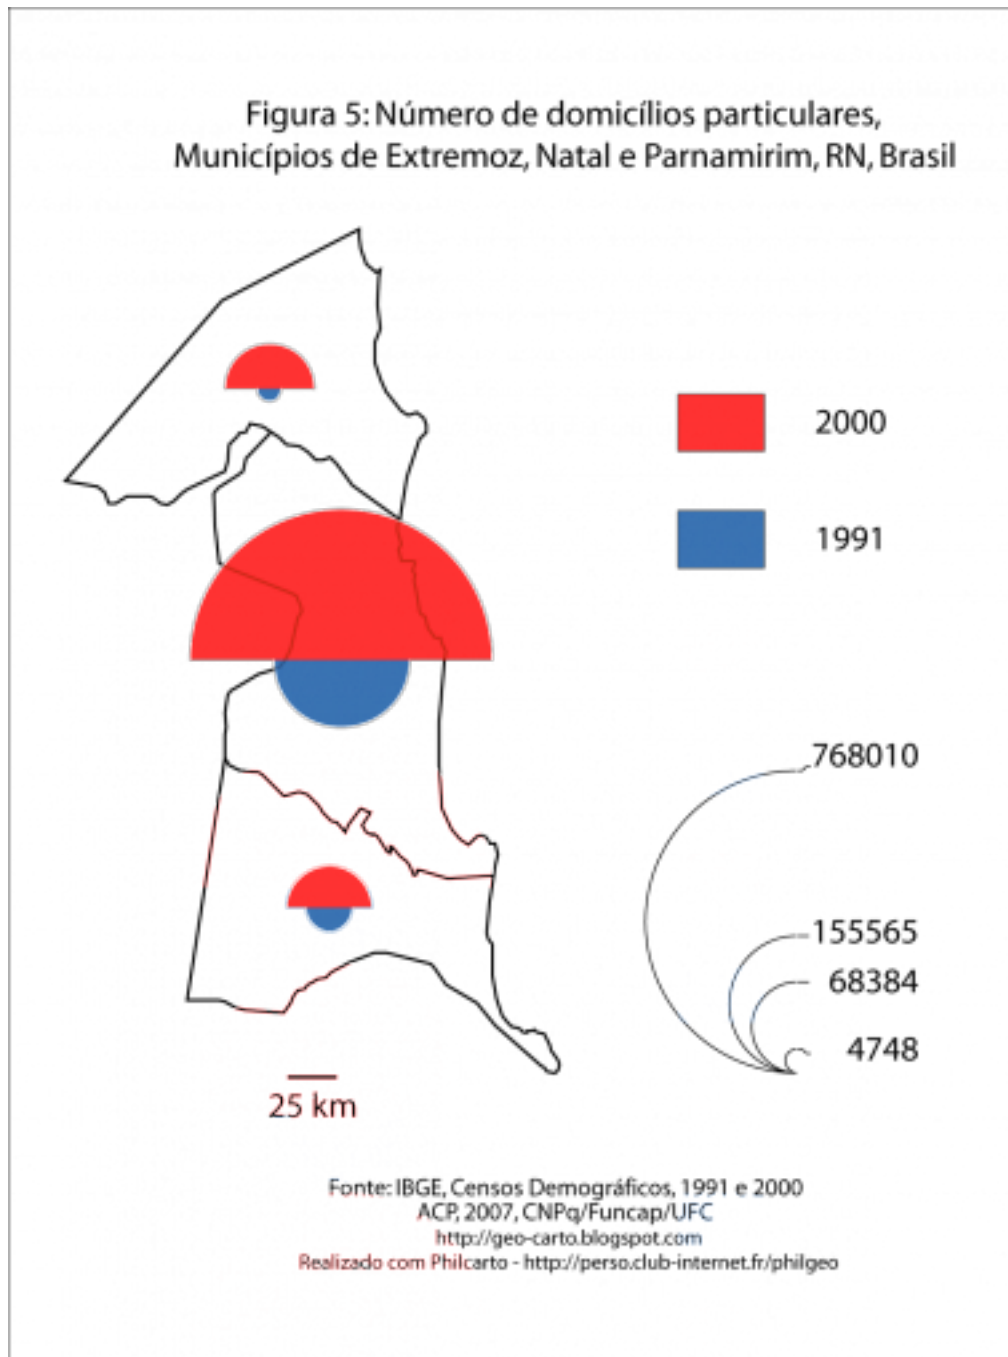 Figura 5: Número de domicílios particulares,
Municípios de Extremoz, Natal e Parnamirim, RN, Brasil
2000
1991
768010
155565
68384
4748
25 km
Fonte: IBGE, Censos Demográficos, 1991 e 2000
ACP, 2007, CNPq/Funcap/UFC
http://geo-carto.blogspot.com
Realizado com Philcarto - http://perso.club-internet.fr/philgeo